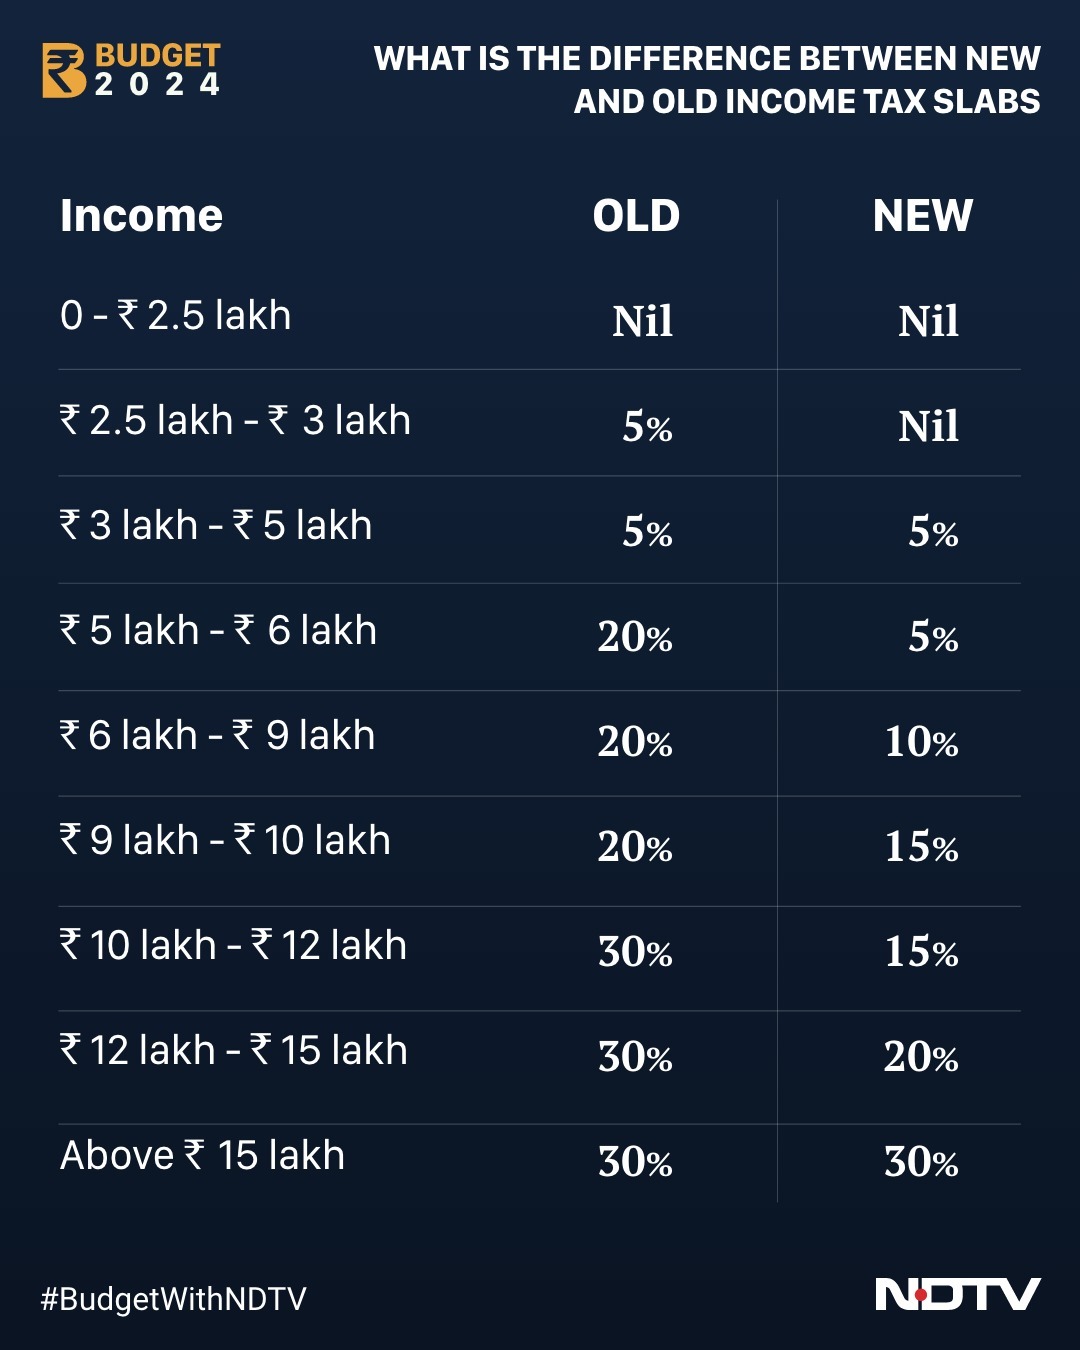 BUDGET
2024
WHAT IS THE DIFFERENCE BETWEEN NEW
AND OLD INCOME TAX SLABS
Income OLD NEW
0 - ₹ 2.5 lakh Nil Nil
₹ 2.5 lakh - ₹ 3 lakh 5% Nil
₹ 3 lakh - ₹ 5 lakh 5% 5%
₹ 5 lakh - ₹ 6 lakh 20% 5%
₹ 6 lakh - ₹ 9 lakh 20% 10%
₹ 9 lakh - ₹ 10 lakh 20% 15%
₹ 10 lakh - ₹ 12 lakh 30% 15%
₹ 12 lakh - ₹ 15 lakh 30% 20%
Above ₹ 15 lakh 30% 30%
#BudgetWithNDTV
NDTV